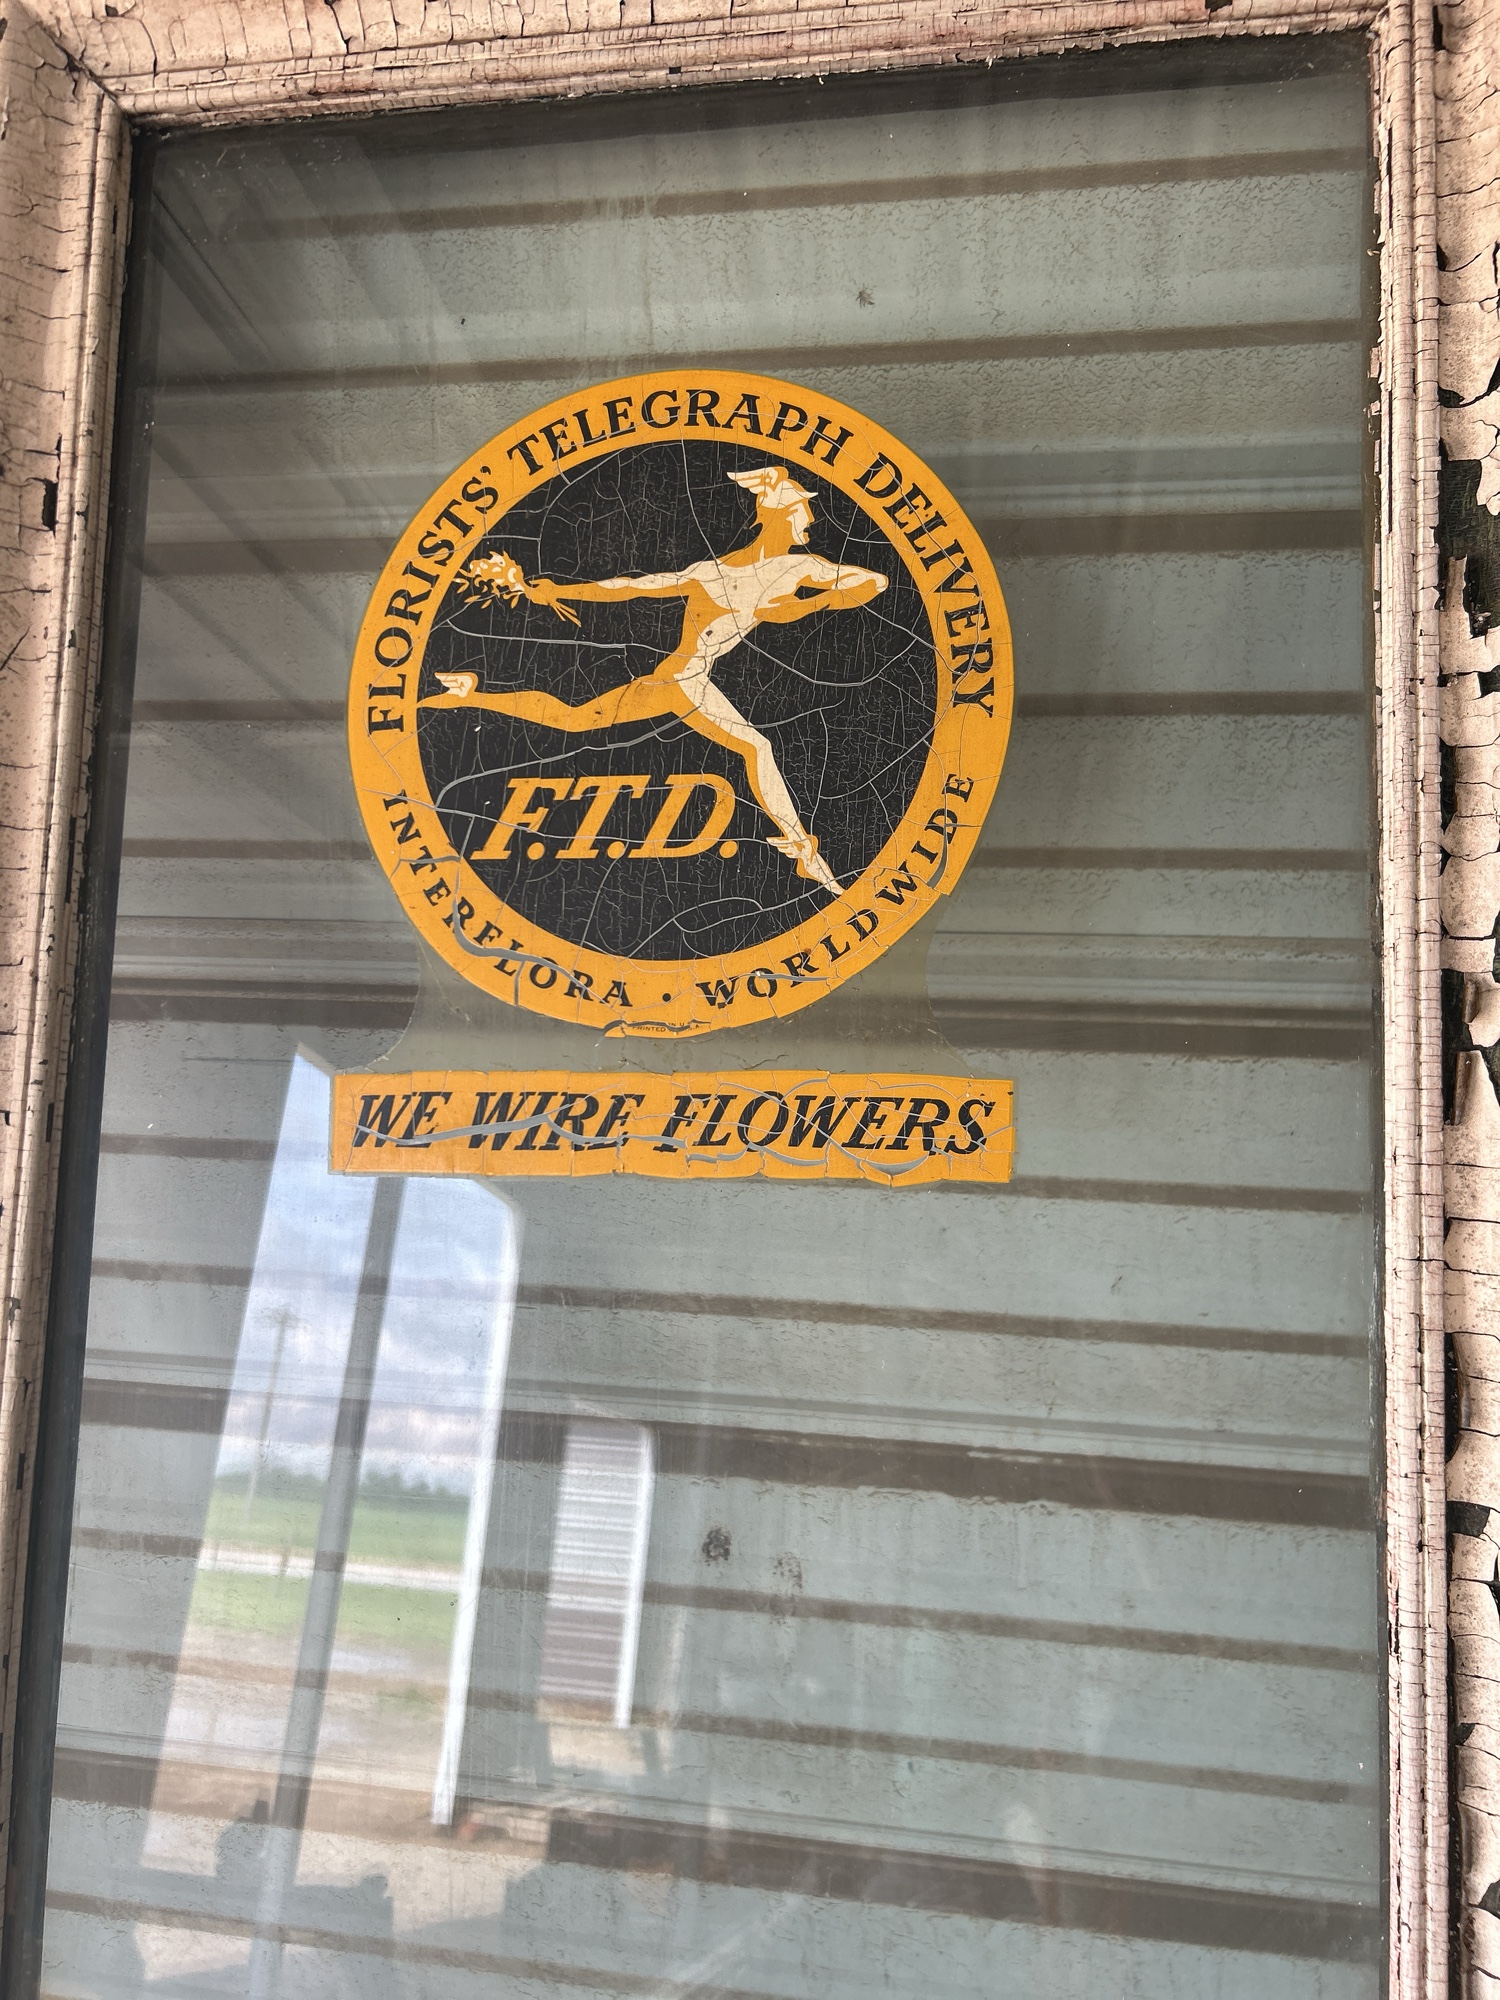 FLORISTS' TELEGRAPH DELIVERY
F.T.D.
INTERFLORA • WORLDWIDE
WE WIRE FLOWERS